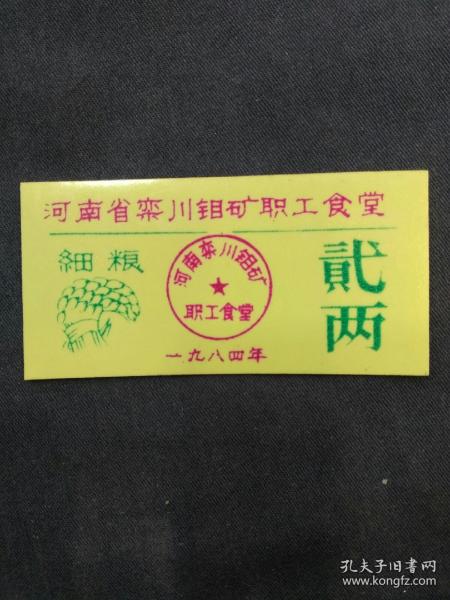 河南省栾川钼矿职工食堂
細粮
河南栾川钼矿
职工食堂
貮两
一九八四年
孔夫子旧书网
www.kongfz.com